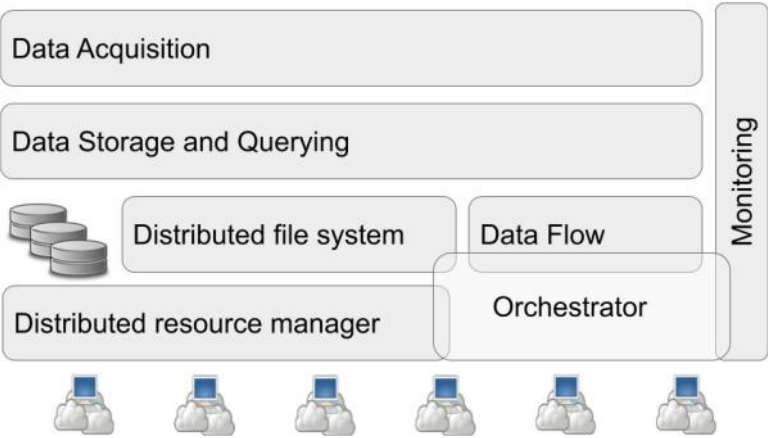 Data Acquisition
Data Storage and Querying
Distributed file system
Data Flow
Orchestrator
Distributed resource manager
Monitoring